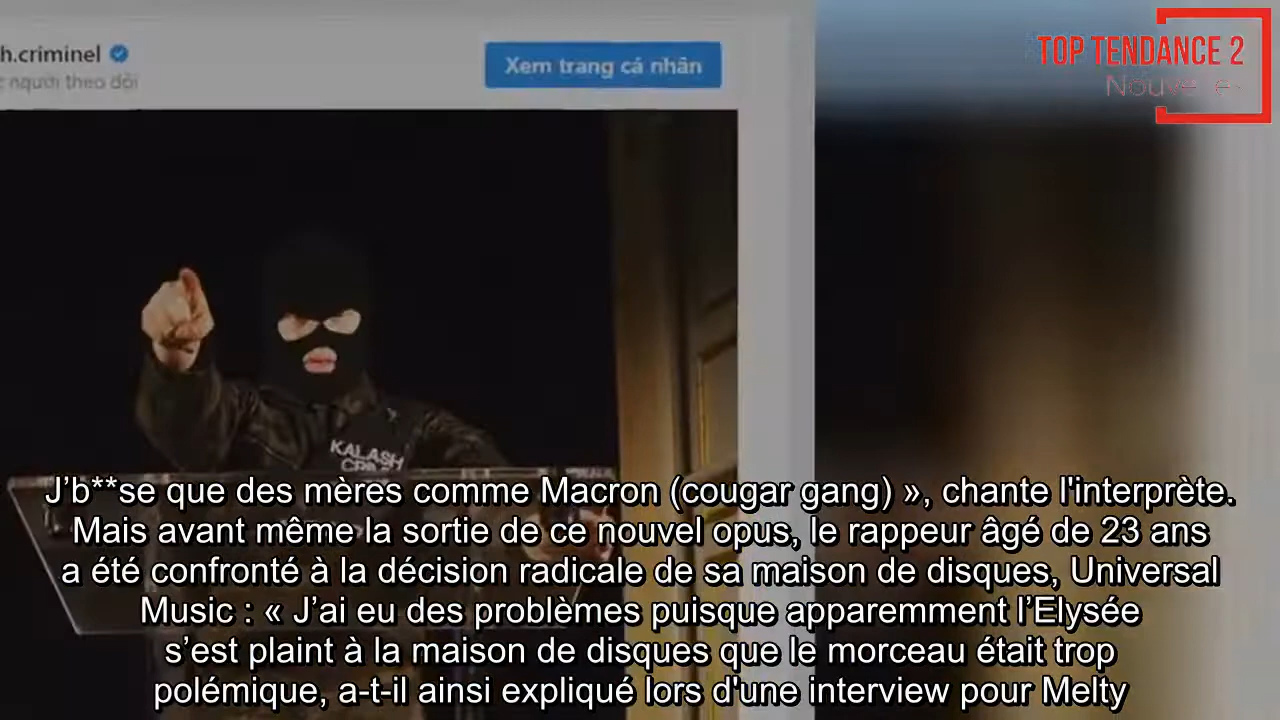 h.criminel
người theo dõi
Xem trang cá nhân
TOP TENDANCE 2
KALASH
J’b**se que des mères comme Macron (cougar gang) », chante l'interprète.
Mais avant même la sortie de ce nouvel opus, le rappeur âgé de 23 ans
a été confronté à la décision radicale de sa maison de disques, Universal
Music : « J’ai eu des problèmes puisque apparemment l’Elysée
s’est plaint à la maison de disques que le morceau était trop
polémique, a-t-il ainsi expliqué lors d'une interview pour Melty